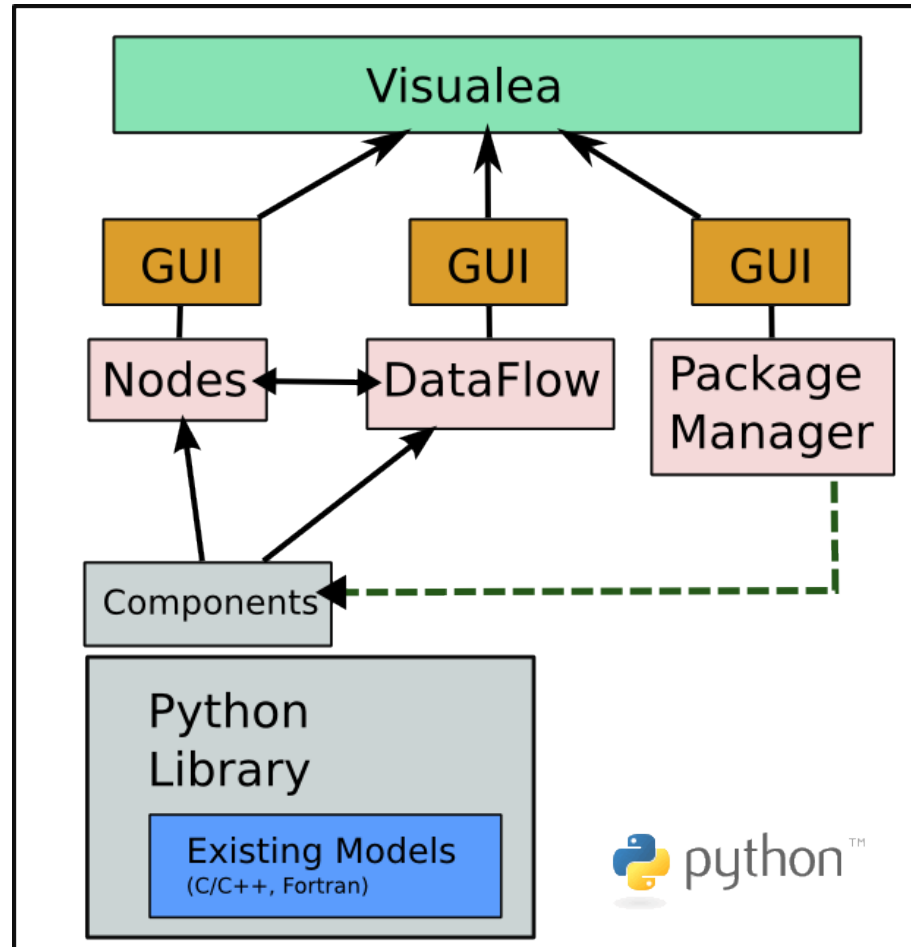 Visualea
GUI
GUI
GUI
Nodes
DataFlow
Package
Manager
Components
Python
Library
Existing Models
(C/C++, Fortran)
python™